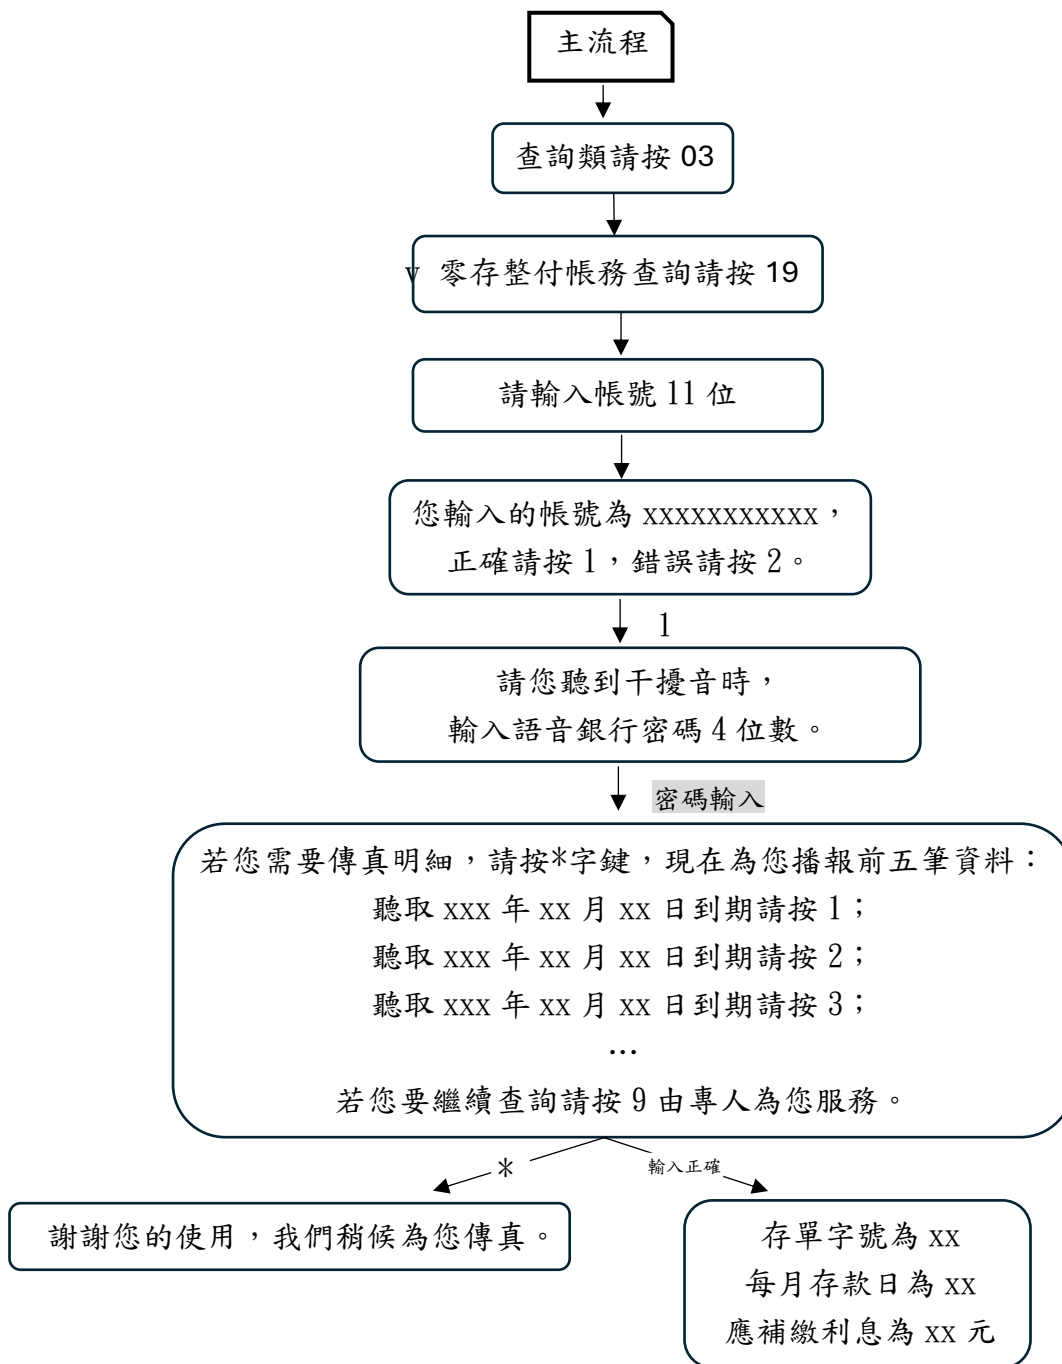 主流程
查詢類請按 03
v 零存整付帳務查詢請按 19
請輸入帳號 11 位
您輸入的帳號為 xxxxxxxxxxx，
正確請按 1，錯誤請按 2。
1
請您聽到干擾音時，
輸入語音銀行密碼 4 位數。
密碼輸入
若您需要傳真明細，請按*字鍵，現在為您播報前五筆資料：
聽取 xxx 年 xx 月 xx 日到期請按 1；
聽取 xxx 年 xx 月 xx 日到期請按 2；
聽取 xxx 年 xx 月 xx 日到期請按 3；
…
若您要繼續查詢請按 9 由專人為您服務。
*
輸入正確
謝謝您的使用，我們稍候為您傳真。
存單字號為 xx
每月存款日為 xx
應補繳利息為 xx 元